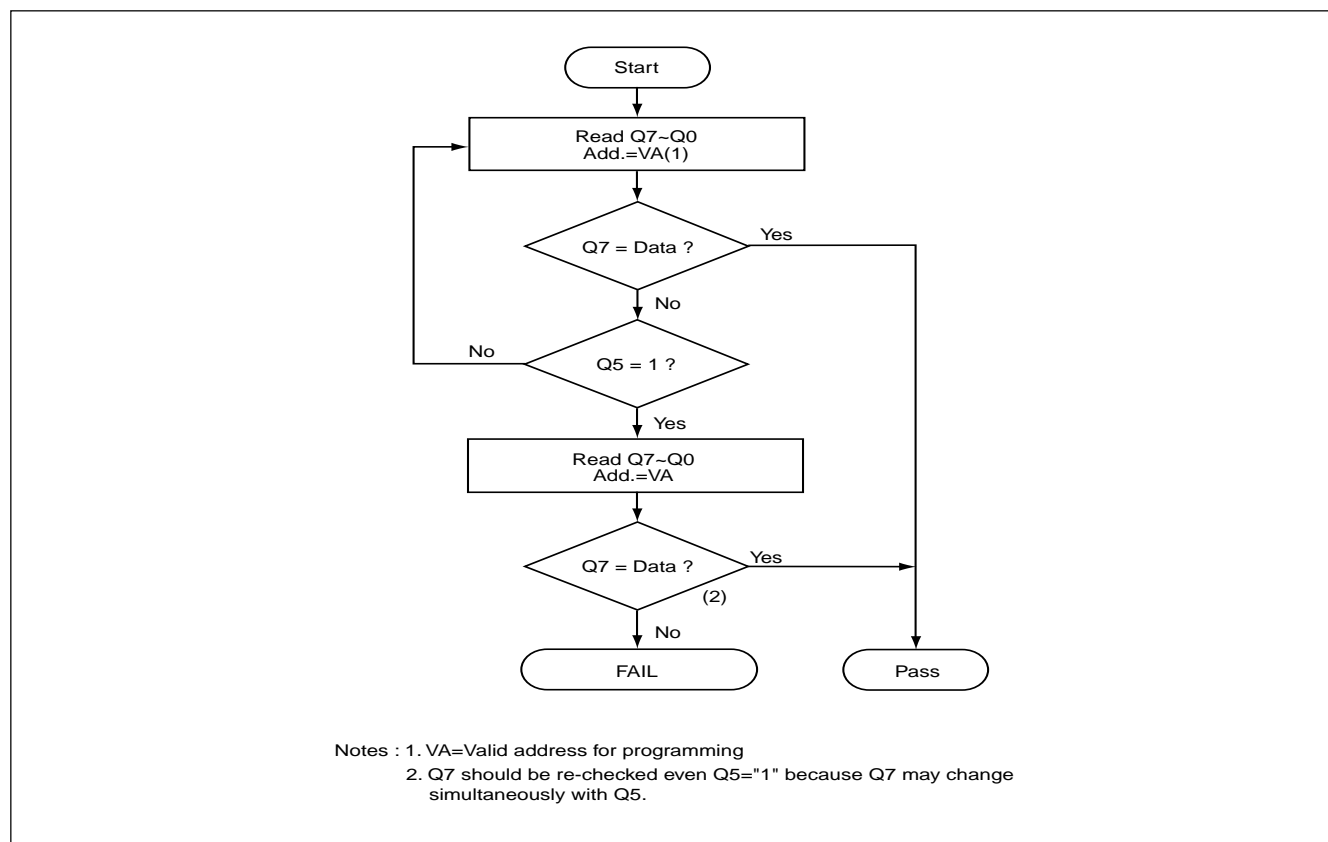 Start
Read Q7~Q0
Add.=VA(1)
Q7 = Data ?
Yes
No
No
Q5 = 1 ?
Yes
Read Q7~Q0
Add.=VA
Q7 = Data ?
Yes
(2)
No
FAIL
Pass
Notes : 1. VA=Valid address for programming
2. Q7 should be re-checked even Q5="1" because Q7 may change
simultaneously with Q5.